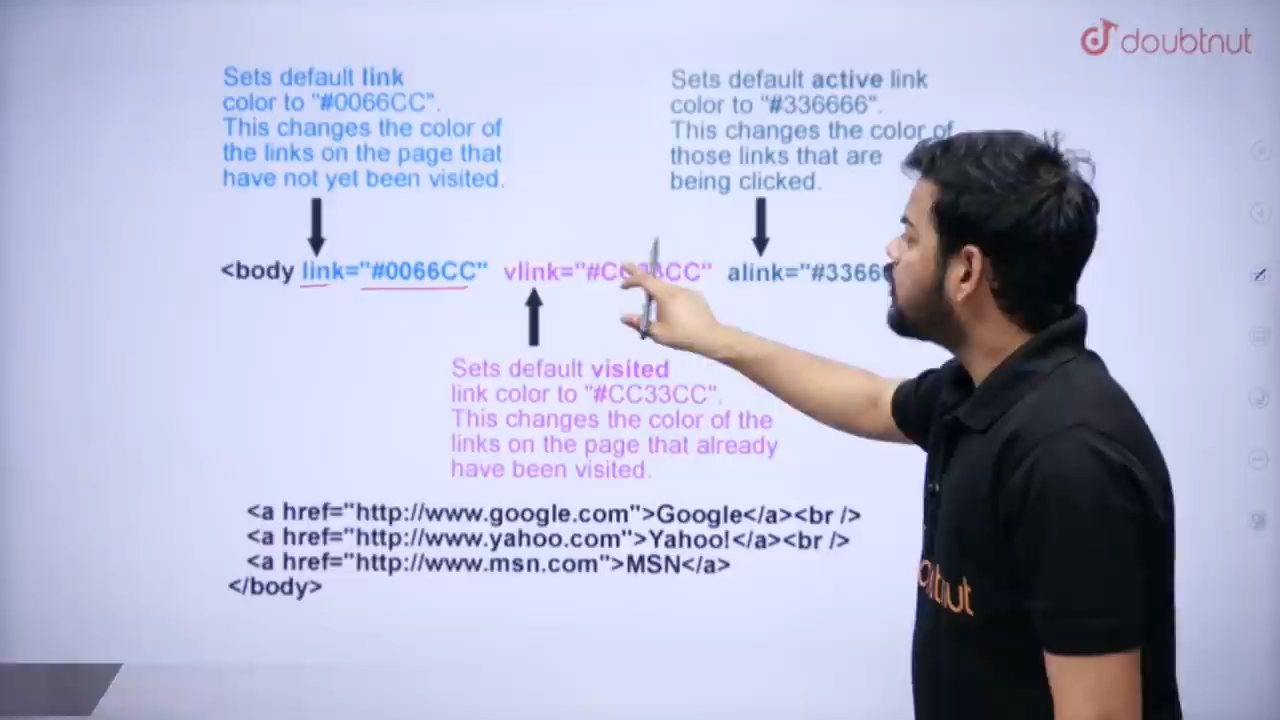 doubtnut
Sets default link
color to "#0066CC".
This changes the color of
the links on the page that
have not yet been visited.
Sets default active link
color to "#336666".
This changes the color of
those links that are
being clicked.
<body link="#0066CC" vlink="#CC33CC" alink="#3366
Sets default visited
link color to "#CC33CC".
This changes the color of the
links on the page that already
have been visited.
<a href="http://www.google.com">Google</a><br />
<a href="http://www.yahoo.com">Yahoo!</a><br />
<a href="http://www.msn.com">MSN</a>
</body>